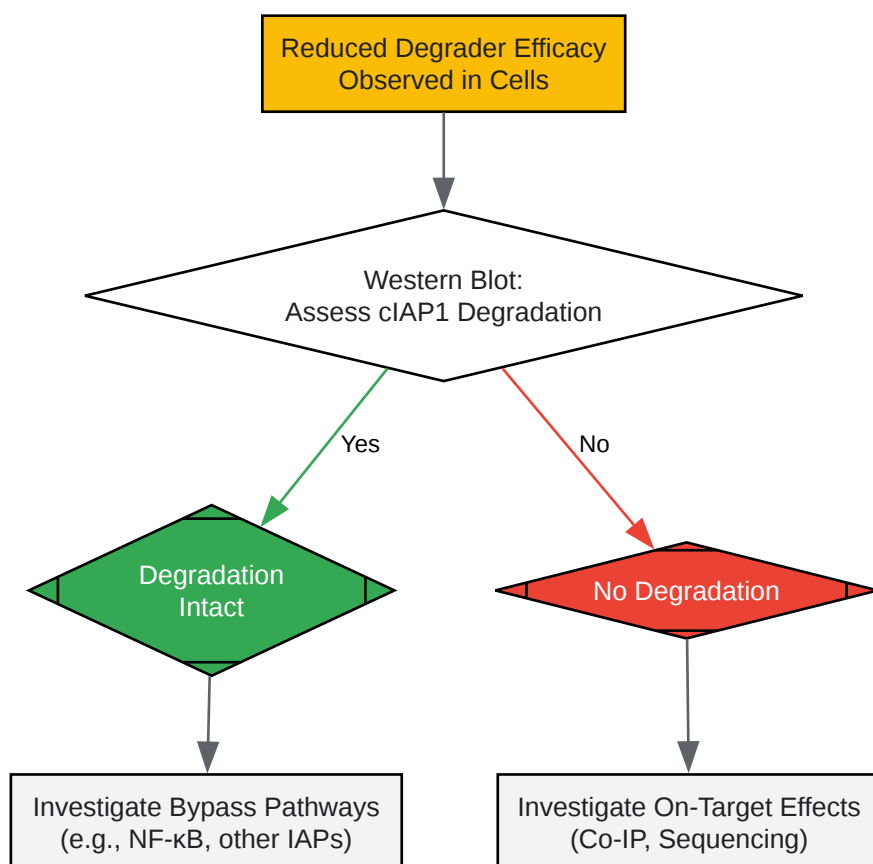 Reduced Degrader Efficacy
Observed in Cells
Western Blot:
Assess cIAP1 Degradation
Yes
No
Degradation
Intact
No Degradation
Investigate Bypass Pathways
(e.g., NF-κB, other IAPs)
Investigate On-Target Effects
(Co-IP, Sequencing)